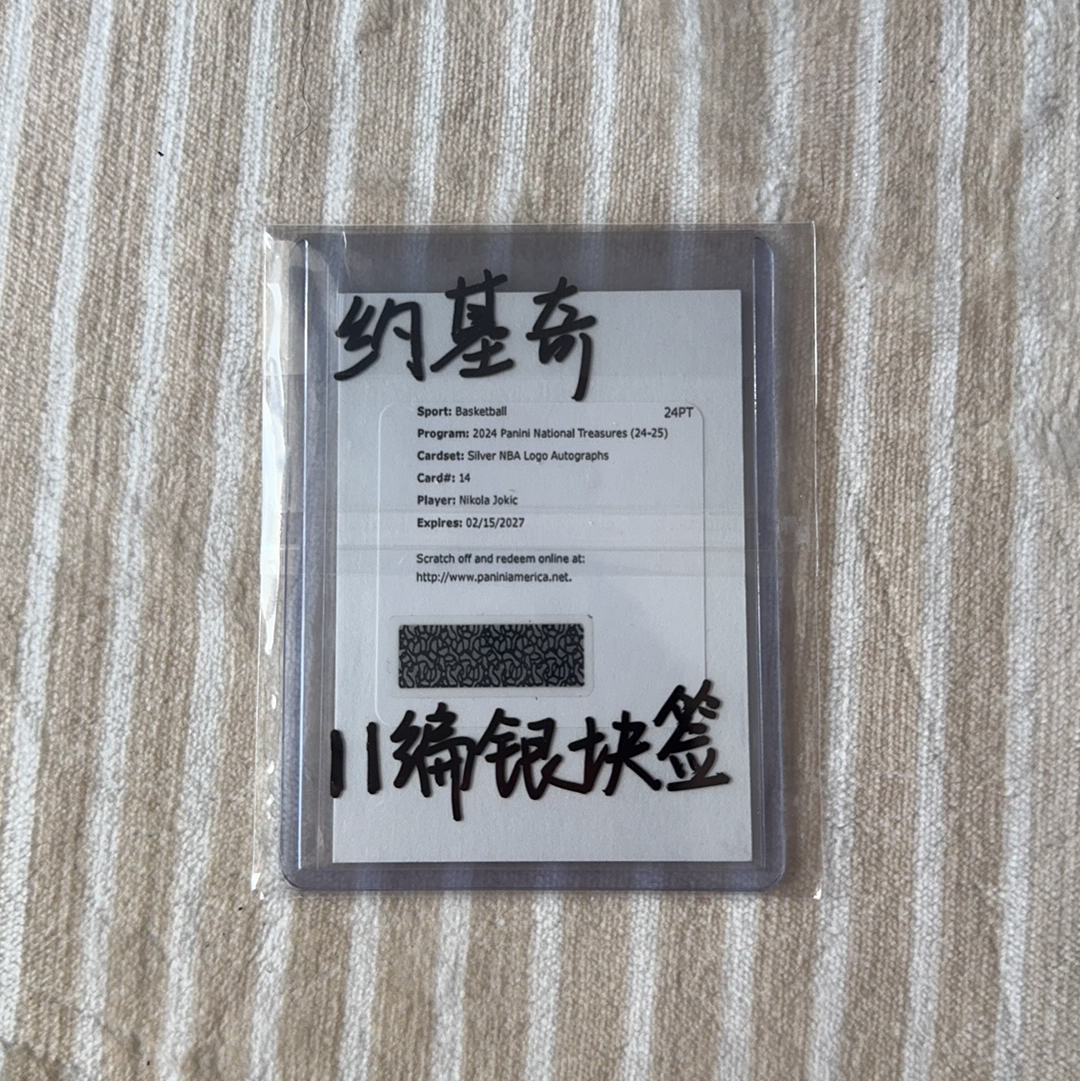 约基奇
Sport: Basketball 24PT
Program: 2024 Panini National Treasures (24-25)
Cardset: Silver NBA Logo Autographs
Card#: 14
Player: Nikola Jokic
Expires: 02/15/2027
Scratch off and redeem online at:
http://www.paniniamerica.net.
11编银块签